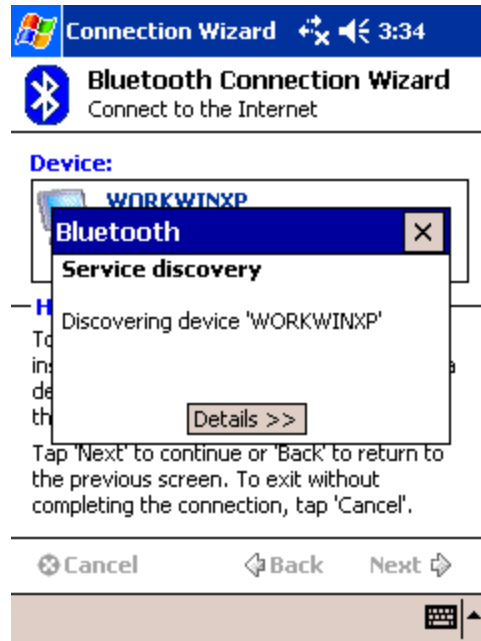 Connection Wizard 3:34
Bluetooth Connection Wizard
Connect to the Internet
Device:
WORKWINXP
Bluetooth
Service discovery
Discovering device 'WORKWINXP'
Details >>
Tap 'Next' to continue or 'Back' to return to
the previous screen. To exit without
completing the connection, tap 'Cancel'.
Cancel Back Next